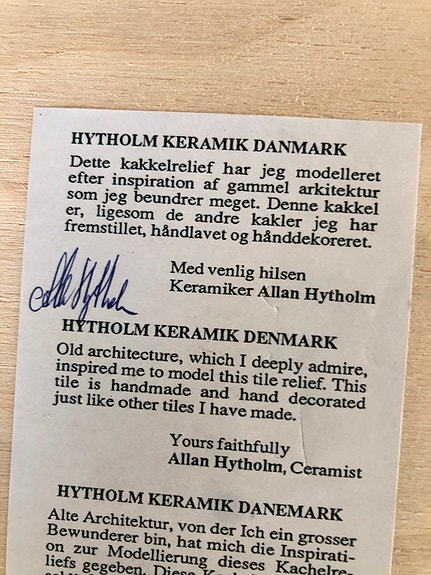 HYTHOLM KERAMIK DANMARK
Dette kakkelrelief har jeg modelleret
efter inspiration af gammel arkitektur
som jeg beundrer meget. Denne kakkel
er, ligesom de andre kakler jeg har
fremstillet, håndlavet og hånddekoreret.
Med venlig hilsen
Keramiker Allan Hytholm
HYTHOLM KERAMIK DENMARK
Old architecture, which I deeply admire,
inspired me to model this tile relief. This
tile is handmade and hand decorated
just like other tiles I have made.
Yours faithfully
Allan Hytholm, Ceramist
HYTHOLM KERAMIK DANEMARK
Alte Architektur, von der Ich ein grosser
Bewunderer bin, hat mich die Inspirati-
on zur Modellierung dieses Kachelre-
liefs gegeben. Diese